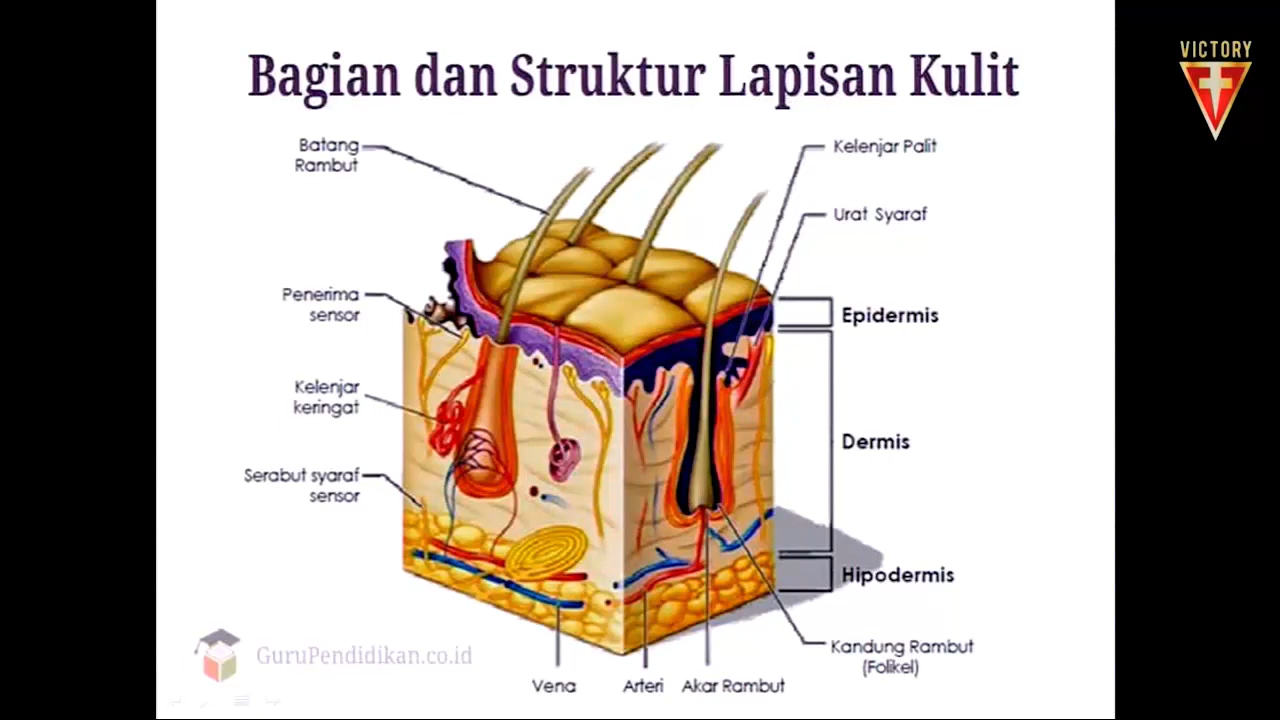 VICTORY
Bagian dan Struktur Lapisan Kulit
Batang
Rambut
Kelenjar Palit
Urat Syaraf
Penerima
sensor
Epidermis
Kelenjar
keringat
Dermis
Serabut syaraf
sensor
Hipodermis
Kandung Rambut
(Folikel)
GuruPendidikan.co.id
Vena
Arteri
Akar Rambut